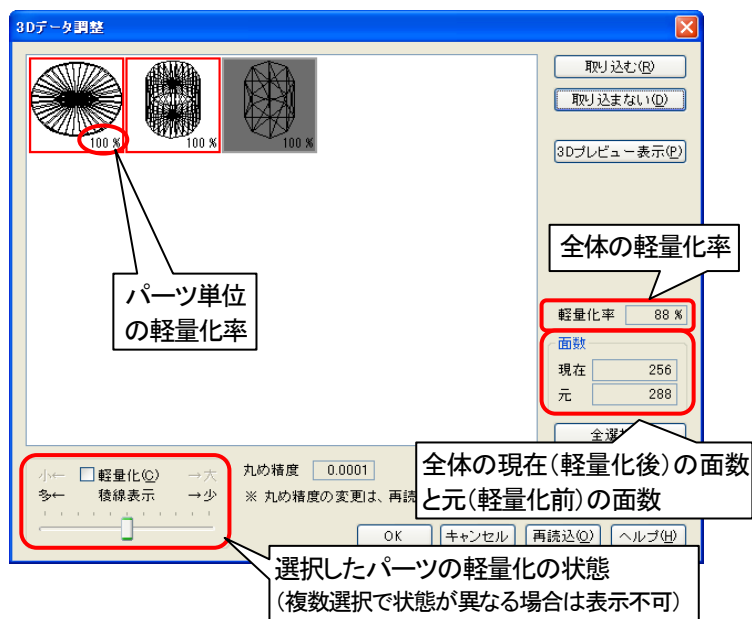 3Dデータ調整
100 %
100 %
100 %
取り込む(R)
取り込まない(D)
3Dプレビュー表示(P)
全体の軽量化率
パーツ単位
の軽量化率
軽量化率 88 %
面数
現在 256
元 288
小← 軽量化(C) →大
多← 稜線表示 →少
丸め精度 0.0001
※ 丸め精度の変更は、再読
全体の現在(軽量化後)の面数
と元(軽量化前)の面数
OK キャンセル 再読込(O) ヘルプ(H)
選択したパーツの軽量化の状態
(複数選択で状態が異なる場合は表示不可)